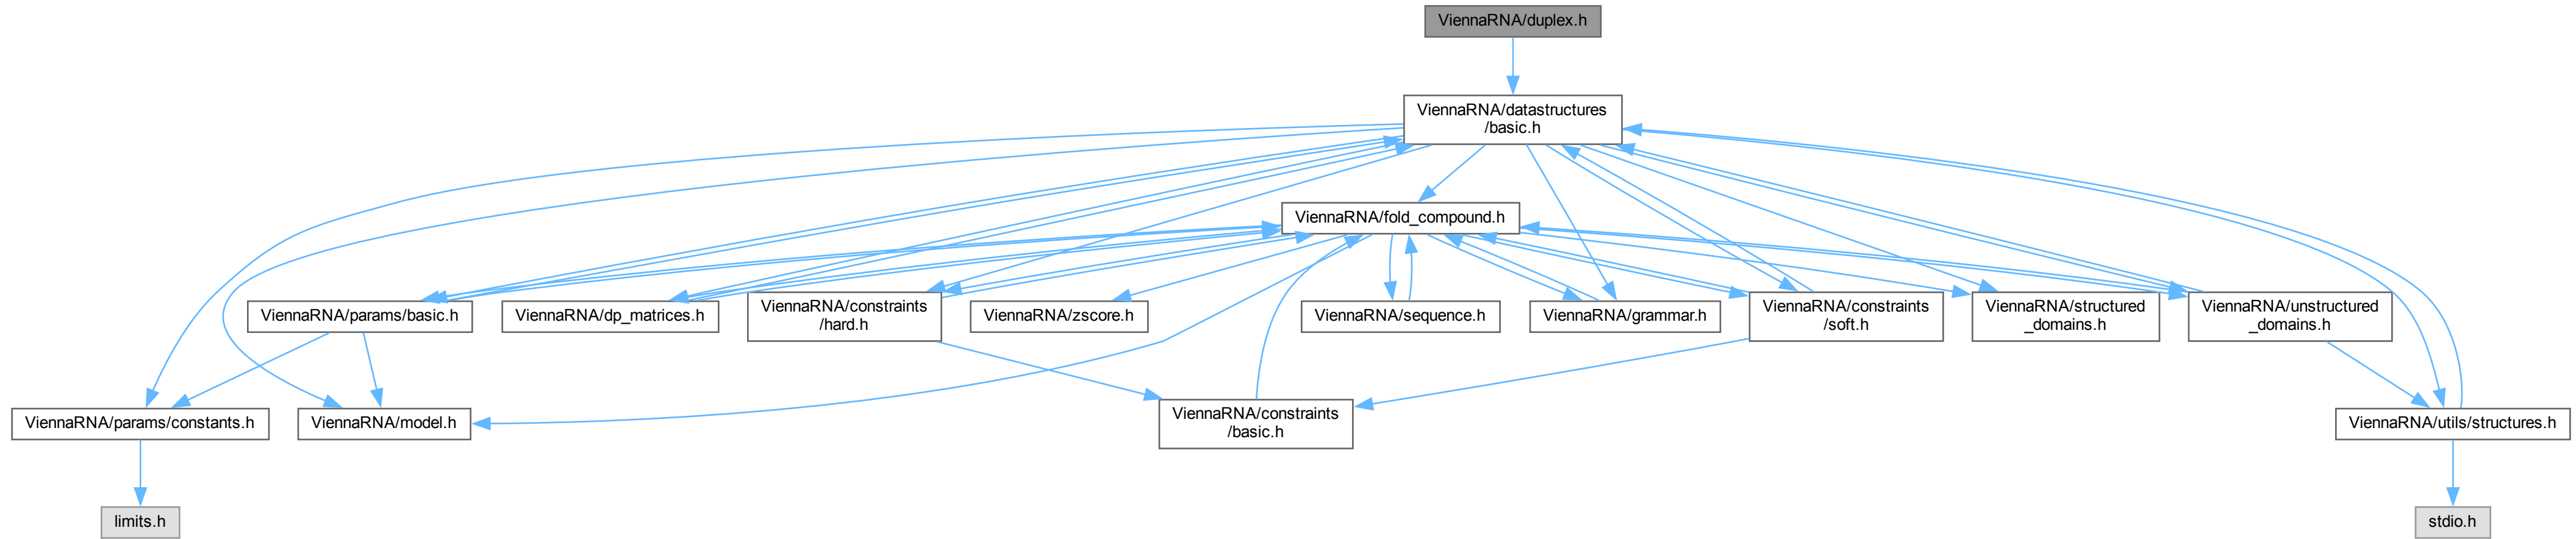 ViennaRNA/duplex.h
ViennaRNA/datastructures
/basic.h
ViennaRNA/fold_compound.h
ViennaRNA/params/basic.h
ViennaRNA/dp_matrices.h
ViennaRNA/constraints
/hard.h
ViennaRNA/zscore.h
ViennaRNA/sequence.h
ViennaRNA/grammar.h
ViennaRNA/constraints
/soft.h
ViennaRNA/structured
_domains.h
ViennaRNA/unstructured
_domains.h
ViennaRNA/params/constants.h
ViennaRNA/model.h
ViennaRNA/constraints
/basic.h
ViennaRNA/utils/structures.h
limits.h
stdio.h